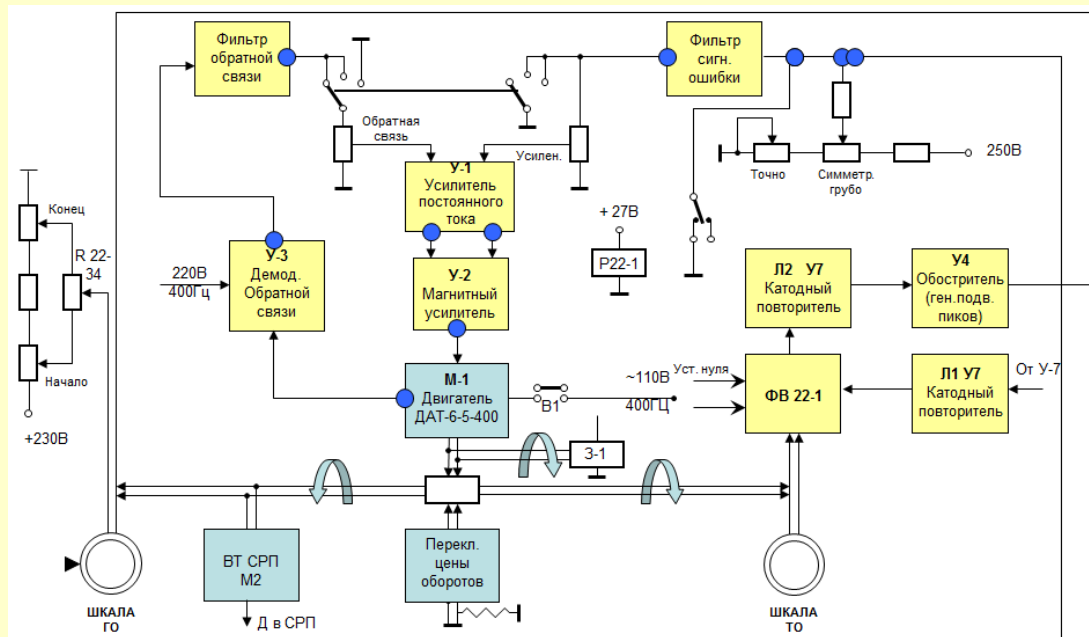 Фильтр
обратной
связи
Фильтр
сигн.
ошибки
Обратная
связь
Усилен.
250В
Точно
Симметр.
грубо
У-1
Усилитель
постоянного
тока
+ 27В
Р22-1
Конец
R 22-
34
Начало
+230В
220В
400Гц
У-3
Демод.
Обратной
связи
У-2
Магнитный
усилитель
Л2 У7
Катодный
повторитель
У4
Обостритель
(ген.подв.
пиков)
М-1
Двигатель
ДАТ-6-5-400
В1
~110В
400ГЦ
Уст. нуля
ФВ 22-1
Л1 У7
Катодный
повторитель
От У-7
З-1
ВТ СРП
М2
Перекл.
цены
оборотов
ШКАЛА
ГО
Д в СРП
ШКАЛА
ТО